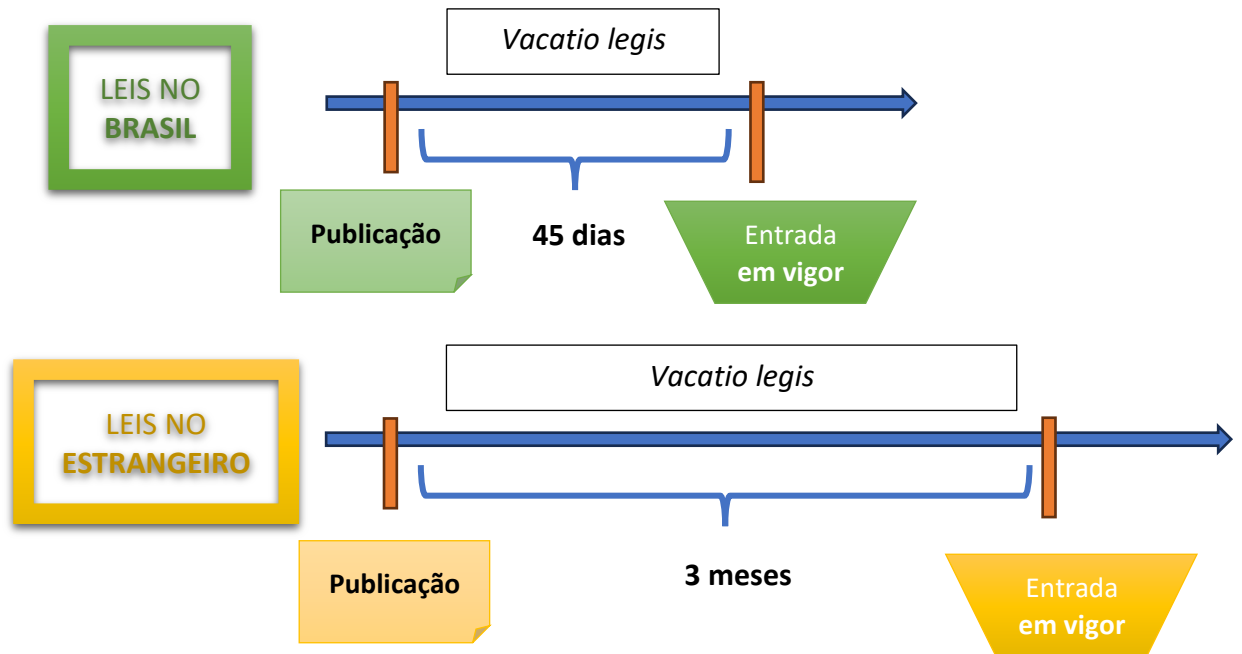 Vacatio legis
LEIS NO
BRASIL
Publicação
45 dias
Entrada
em vigor
Vacatio legis
LEIS NO
ESTRANGEIRO
Publicação
3 meses
Entrada
em vigor